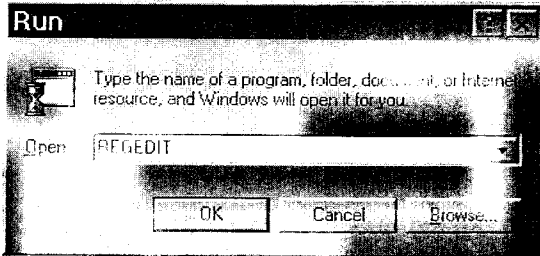 Run
Type the name of a program, folder, or Interne
resource, and Windows will open it for you.
Open REGEDIT
OK Cancel Browse...